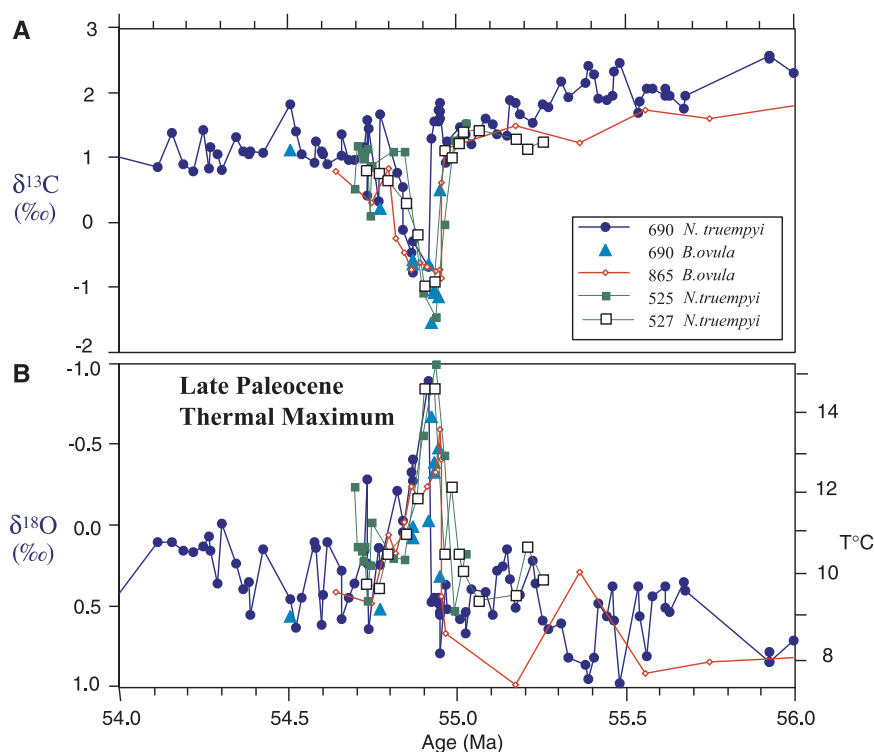 A
3
2
1
0
-1
-2
δ13C
(‰)
690 N. truempyi
690 B.ovula
865 B.ovula
525 N.truempyi
527 N.truempyi
B
Late Paleocene
Thermal Maximum
-1.0
-0.5
0.0
0.5
1.0
δ18O
(‰)
14
12
10
8
T°C
54.0 54.5 55.0 55.5 56.0
Age (Ma)